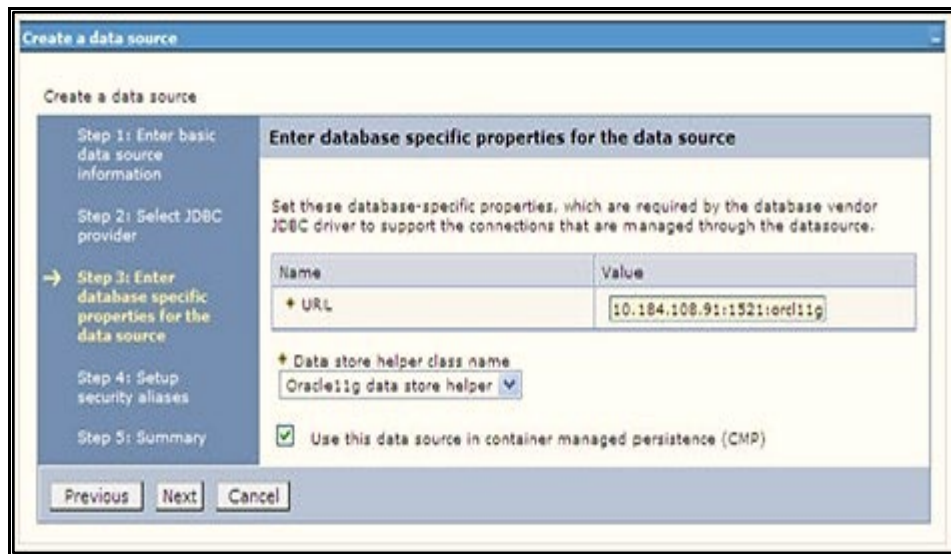 Create a data source
Create a data source
Step 1: Enter basic
data source
information
Step 2: Select JDBC
provider
Step 3: Enter
database specific
properties for the
data source
Step 4: Setup
security aliases
Step 5: Summary
Enter database specific properties for the data source
Set these database-specific properties, which are required by the database vendor
JDBC driver to support the connections that are managed through the datasource.
Name Value
URL 10.184.108.91:1521:orcl11g
Data store helper class name
Oracle11g data store helper
Use this data source in container managed persistence (CMP)
Previous Next Cancel